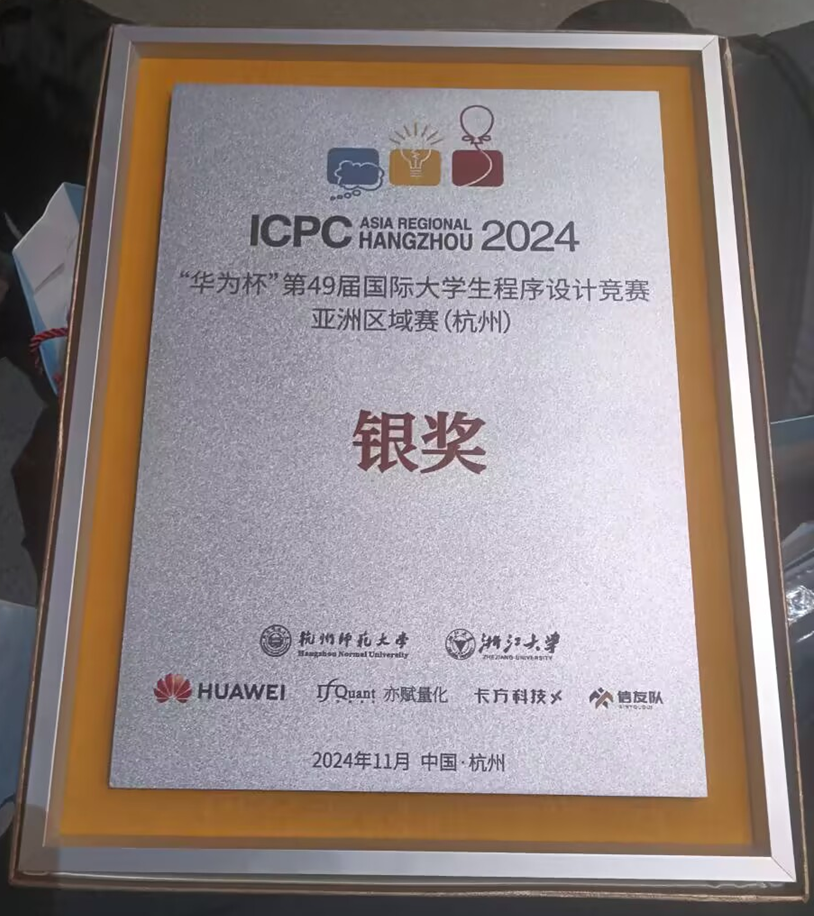 ICPC ASIA REGIONAL HANGZHOU 2024
“华为杯”第49届国际大学生程序设计竞赛
亚洲区域赛(杭州)
银奖
杭州师范大学 Hangzhou Normal University 浙江大学 ZHEJIANG UNIVERSITY
HUAWEI IfQuant 亦赋量化 卡方科技 信友队 XINYOUDUI
2024年11月 中国·杭州